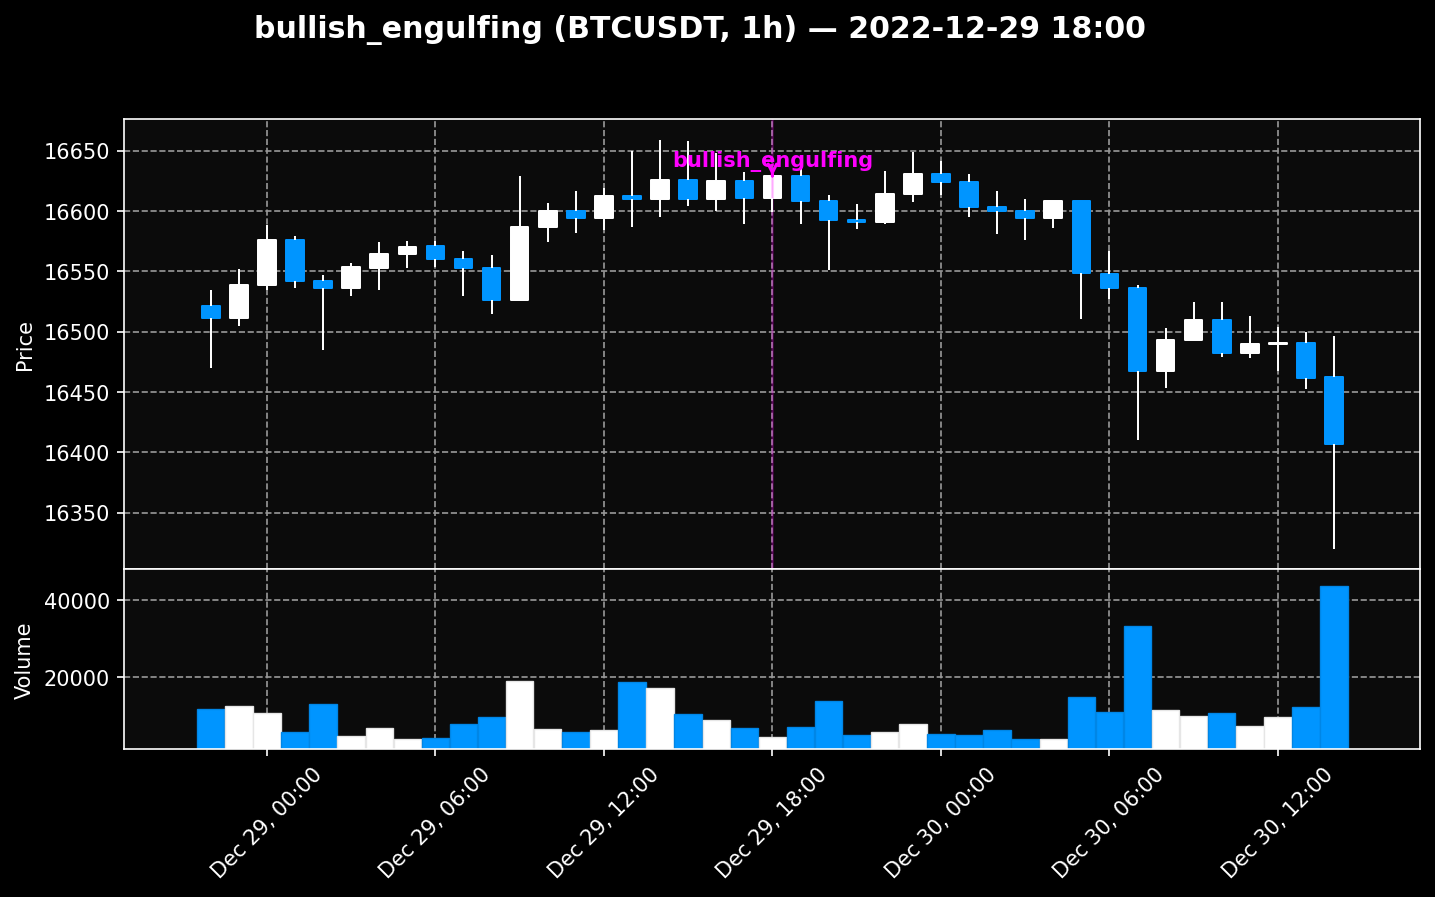 bullish_engulfing (BTCUSDT, 1h) — 2022-12-29 18:00
bullish_engulfing
Price
16650
16600
16550
16500
16450
16400
16350
Volume
40000
20000
Dec 29, 00:00
Dec 29, 06:00
Dec 29, 12:00
Dec 29, 18:00
Dec 30, 00:00
Dec 30, 06:00
Dec 30, 12:00